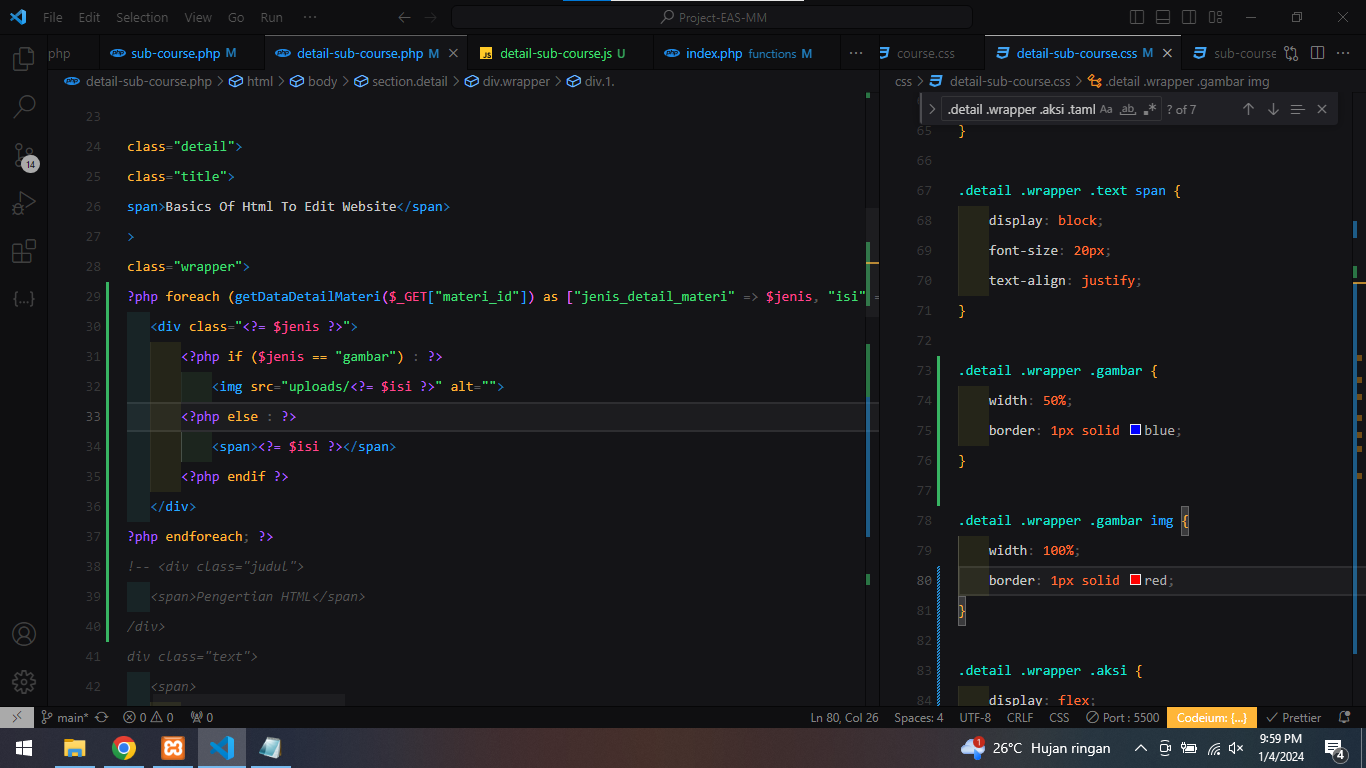 File Edit Selection View Go Run ··· Project-EAS-MM
php sub-course.php M detail-sub-course.php M detail-sub-course.js U index.php functions M ··· course.css detail-sub-course.css M sub-course ···
detail-sub-course.php > html > body > section.detail > div.wrapper > div.1.
css > detail-sub-course.css > .detail .wrapper .gambar img
.detail .wrapper .aksi .taml Aa ab .* ? of 7
14
23
24 class="detail">
25 class="title">
26 span>Basics Of Html To Edit Website</span>
27 >
28 class="wrapper">
29 ?php foreach (getDataDetailMateri($_GET["materi_id"]) as ["jenis_detail_materi" => $jenis, "isi" =
30 <div class="<?= $jenis ?>">
31 <?php if ($jenis == "gambar") : ?>
32 <img src="uploads/<?= $isi ?>" alt="">
33 <?php else : ?>
34 <span><?= $isi ?></span>
35 <?php endif ?>
36 </div>
37 ?php endforeach; ?>
38 !-- <div class="judul">
39 <span>Pengertian HTML</span>
40 /div>
41 div class="text">
42 <span>
65 }
66
67 .detail .wrapper .text span {
68 display: block;
69 font-size: 20px;
70 text-align: justify;
71 }
72
73 .detail .wrapper .gambar {
74 width: 50%;
75 border: 1px solid blue;
76 }
77
78 .detail .wrapper .gambar img {
79 width: 100%;
80 border: 1px solid red;
81 }
82
83 .detail .wrapper .aksi {
84 display: flex;
main* 0 0 0 Ln 80, Col 26 Spaces: 4 UTF-8 CRLF CSS Port : 5500 Codeium: {...} Prettier
26°C Hujan ringan 9:59 PM
1/4/2024
1
4